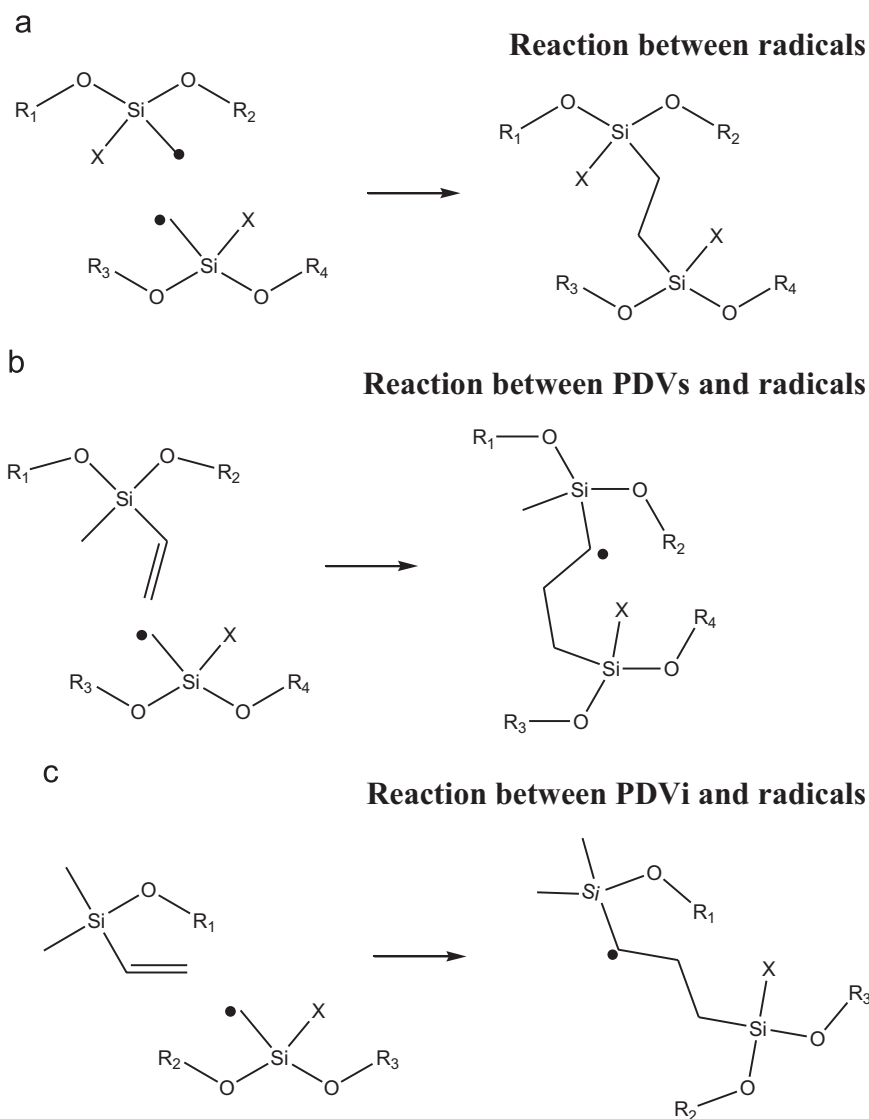 a
Reaction between radicals
O O
R₁ Si R₂
X
X
R₃ Si R₄
O O
O O
R₁ Si R₂
X
X
R₃ Si R₄
O O
b
Reaction between PDVs and radicals
O O
R₁ R₂
Si
X
R₃ Si R₄
O O
R₁ O
Si O
R₂
X R₄
Si O
R₃ O
c
Reaction between PDVi and radicals
O
Si R₁
X
R₂ Si R₃
O O
Si O
R₁
X R₃
Si O
R₂ O